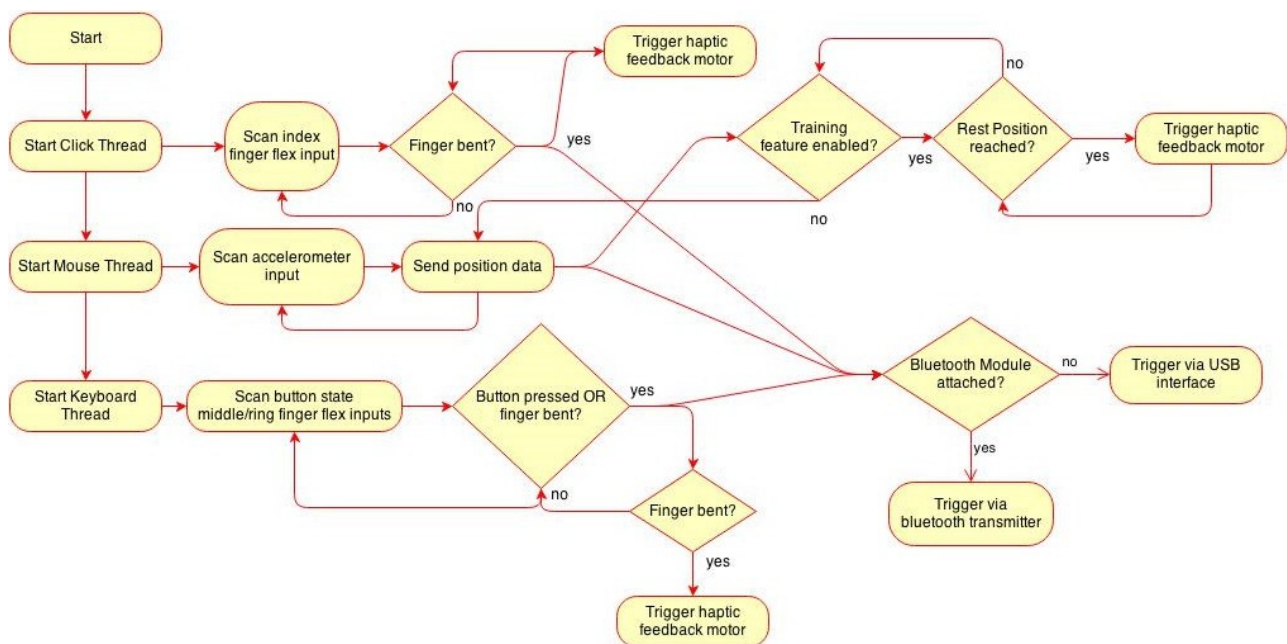 Start
Trigger haptic
feedback motor
no
Start Click Thread
Scan index
finger flex input
Finger bent?
yes
no
Training
feature enabled?
yes
no
Rest Position
reached?
yes
Trigger haptic
feedback motor
Start Mouse Thread
Scan accelerometer
input
Send position data
Start Keyboard
Thread
Scan button state
middle/ring finger flex inputs
Button pressed OR
finger bent?
yes
no
Bluetooth Module
attached?
no
Trigger via USB
interface
yes
Trigger via
bluetooth transmitter
Finger bent?
yes
Trigger haptic
feedback motor